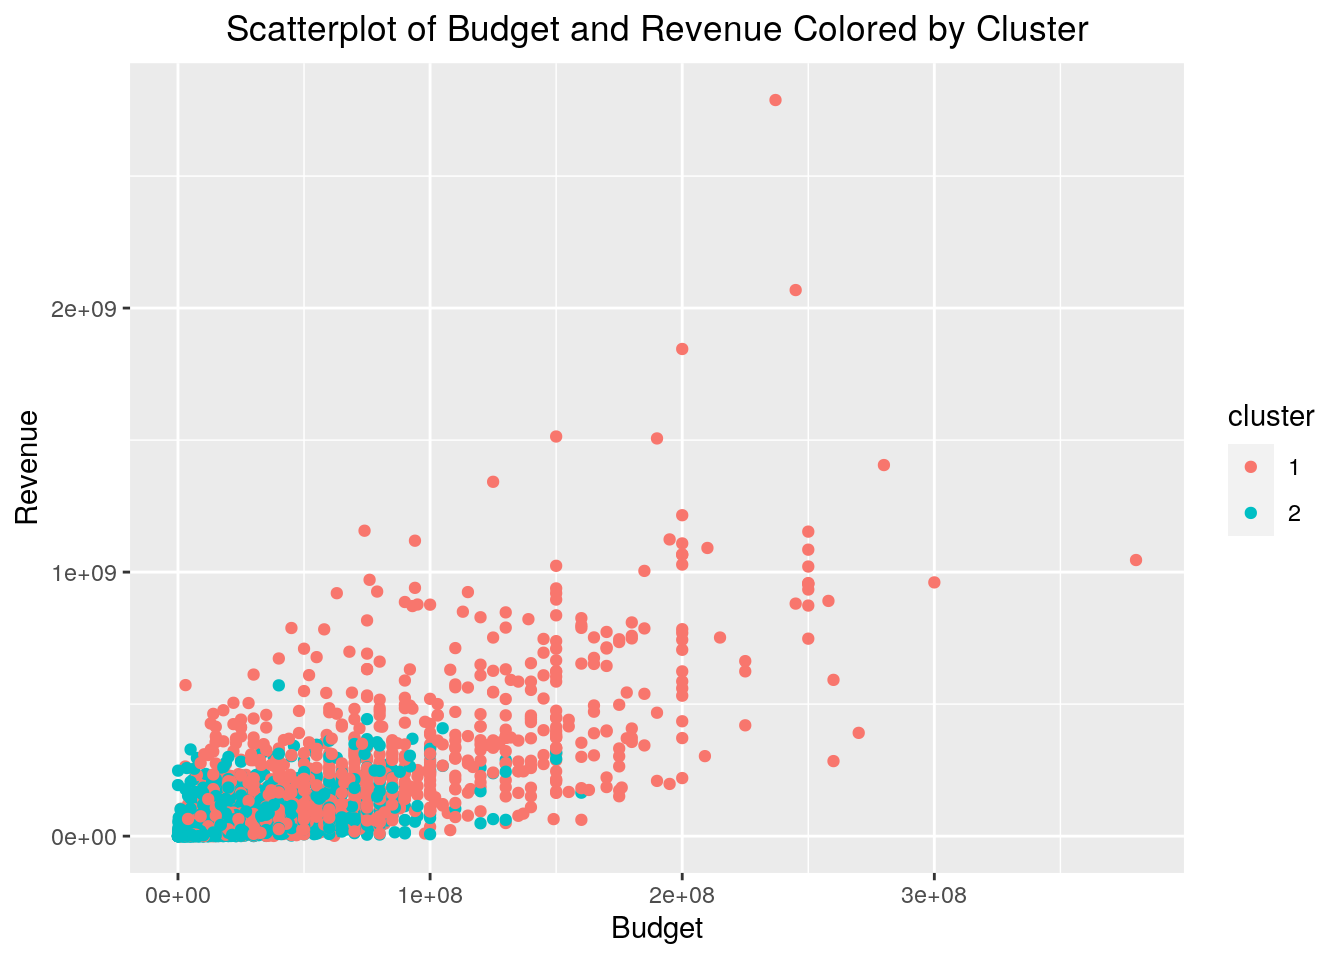 Scatterplot of Budget and Revenue Colored by Cluster
Revenue
2e+09
1e+09
0e+00
0e+00 1e+08 2e+08 3e+08
Budget
cluster
1
2